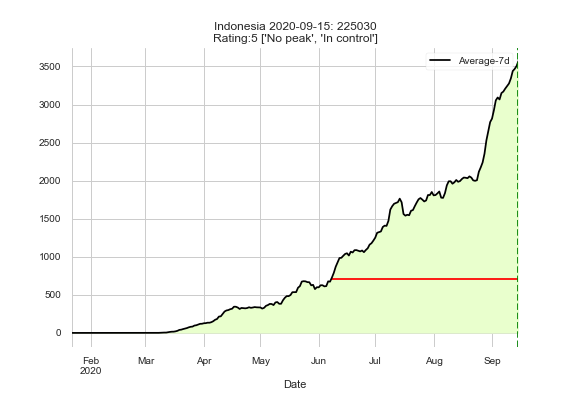 Indonesia 2020-09-15: 225030
Rating:5 ['No peak', 'In control']
Average-7d
3500
3000
2500
2000
1500
1000
500
0
Feb Mar Apr May Jun Jul Aug Sep
2020
Date